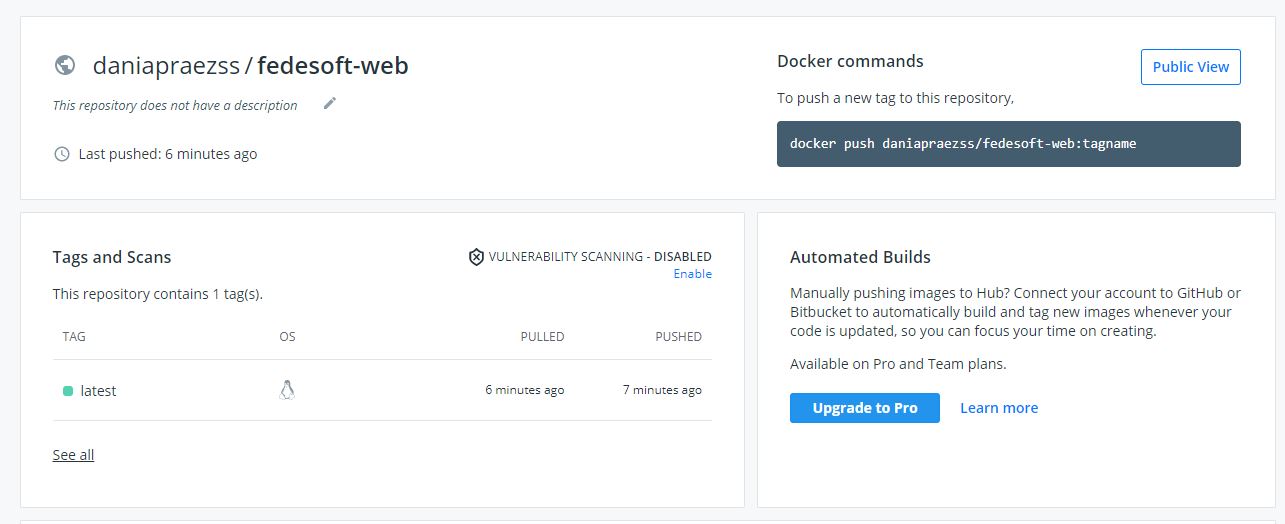 daniapraezss / fedesoft-web
This repository does not have a description
Last pushed: 6 minutes ago
Docker commands
Public View
To push a new tag to this repository,
docker push daniapraezss/fedesoft-web:tagname
Tags and Scans
VULNERABILITY SCANNING - DISABLED
Enable
This repository contains 1 tag(s).
TAG OS PULLED PUSHED
latest 6 minutes ago 7 minutes ago
See all
Automated Builds
Manually pushing images to Hub? Connect your account to GitHub or
Bitbucket to automatically build and tag new images whenever your
code is updated, so you can focus your time on creating.
Available on Pro and Team plans.
Upgrade to Pro Learn more